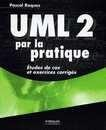 Pascal Roques
UML 2
par la
pratique
Études de cas
et exercices corrigés
EYROLLES